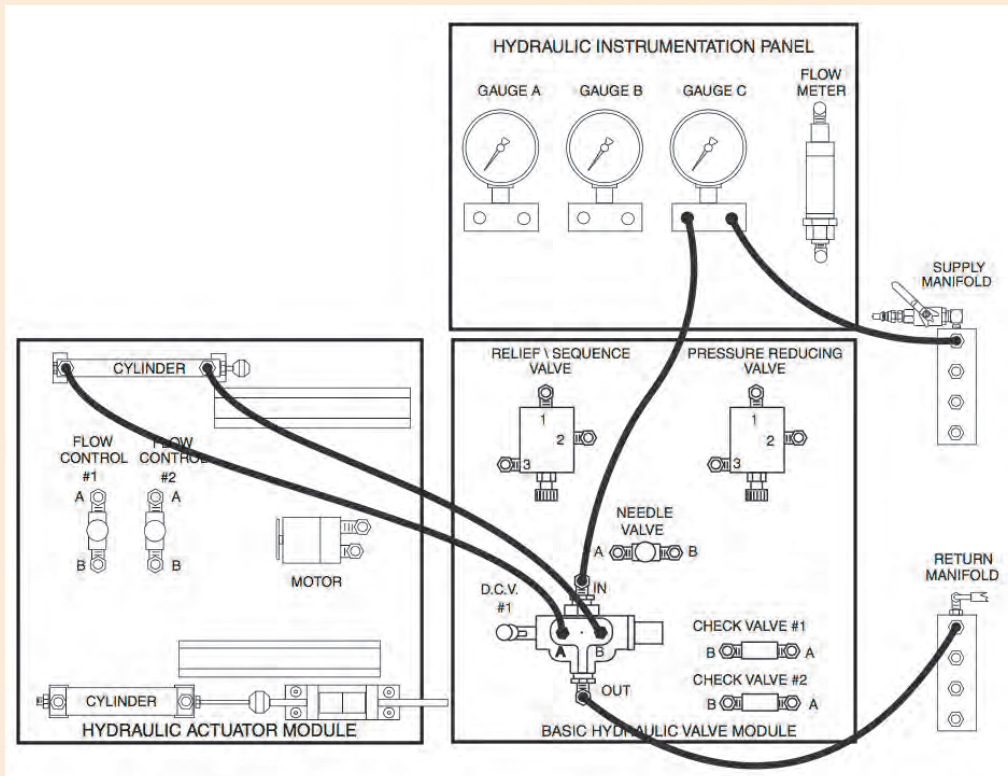 HYDRAULIC INSTRUMENTATION PANEL
GAUGE A
GAUGE B
GAUGE C
FLOW
METER
SUPPLY
MANIFOLD
CYLINDER
FLOW
CONTROL
#1
A
B
FLOW
CONTROL
#2
A
B
MOTOR
CYLINDER
HYDRAULIC ACTUATOR MODULE
RELIEF \ SEQUENCE
VALVE
1
2
3
PRESSURE REDUCING
VALVE
1
2
3
NEEDLE
VALVE
A
B
D.C.V.
#1
IN
A
B
OUT
CHECK VALVE #1
B
A
CHECK VALVE #2
B
A
BASIC HYDRAULIC VALVE MODULE
RETURN
MANIFOLD